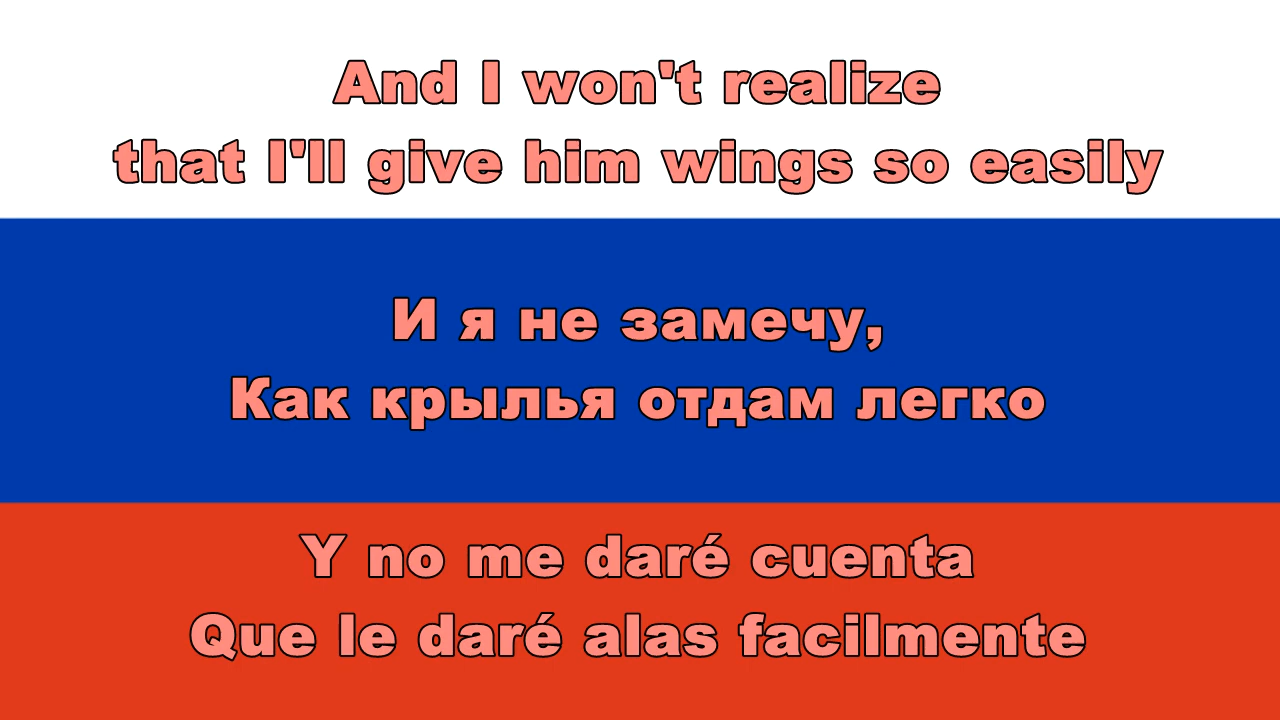 And I won't realize
that I'll give him wings so easily
И я не замечу,
Как крылья отдам легко
Y no me daré cuenta
Que le daré alas facilmente